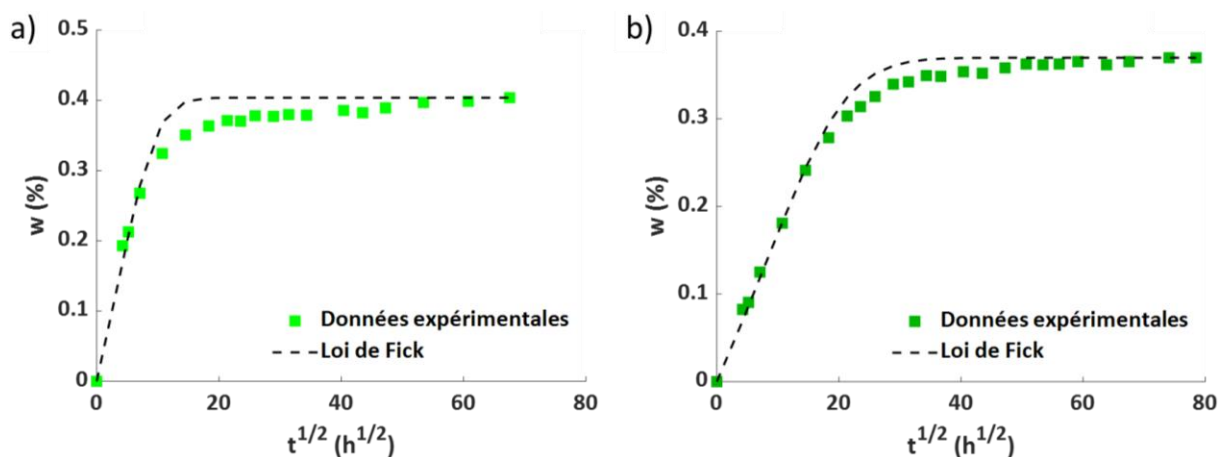 a)
0.5
0.4
0.3
0.2
0.1
0
w (%)
0
20
40
60
80
t^1/2 (h^1/2)
Données expérimentales
Loi de Fick
b)
0.4
0.3
0.2
0.1
0
w (%)
0
20
40
60
80
t^1/2 (h^1/2)
Données expérimentales
Loi de Fick